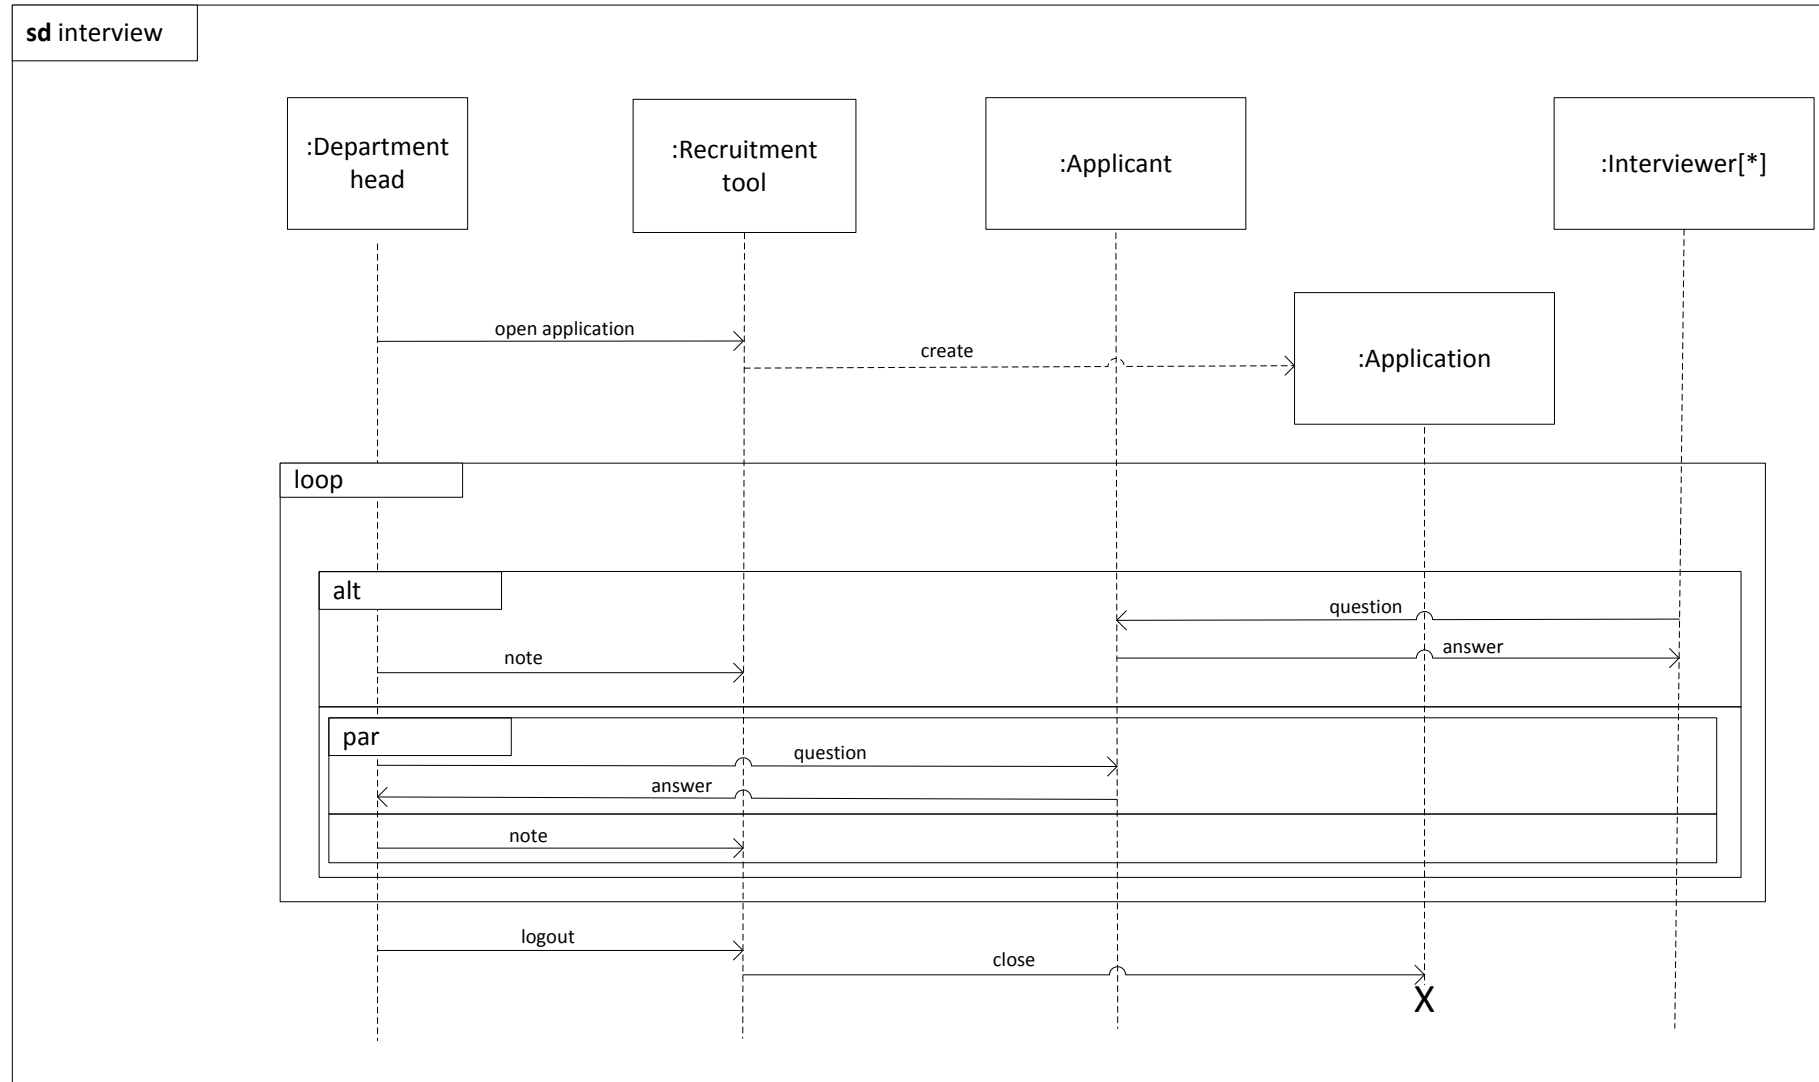 sd interview
:Department
head
:Recruitment
tool
:Applicant
:Interviewer[*]
open application
create
:Application
loop
alt
question
answer
note
par
question
answer
note
logout
close
X